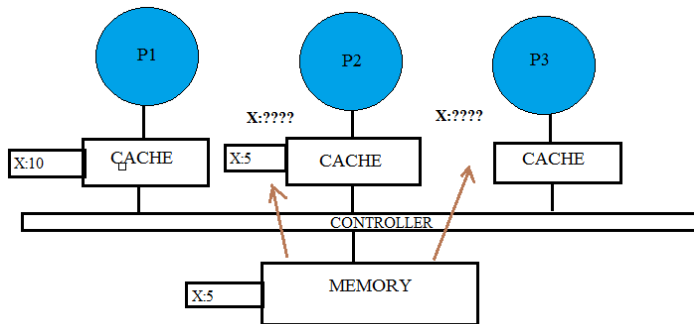 P1
P2
P3
X:????
X:????
X:10
CACHE
X:5
CACHE
CACHE
CONTROLLER
X:5
MEMORY